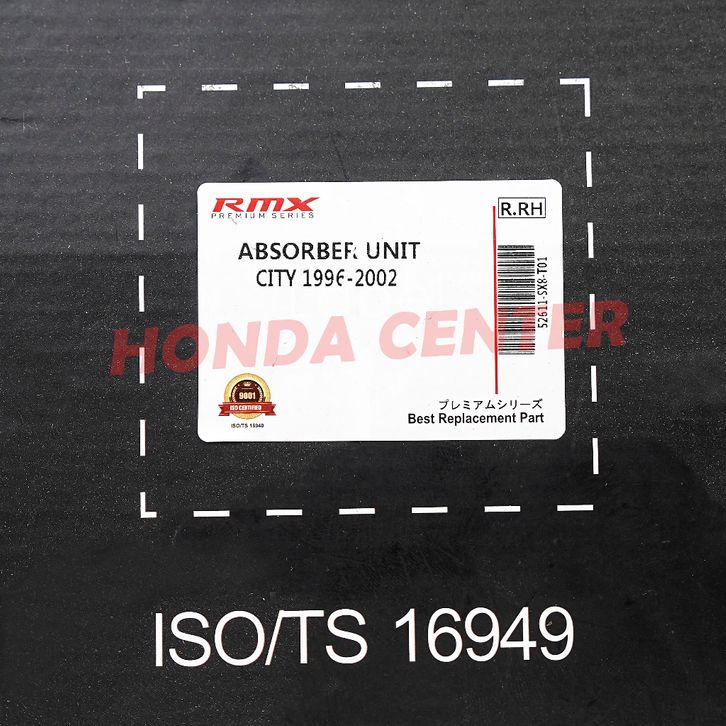 RMX
PREMIUM SERIES
R.RH
ABSORBER UNIT
CITY 1996-2002
52611-SX8-T01
HONDA CENTER
9001
ISO CERTIFIED
ISO/TS 16949
プレミアムシリーズ
Best Replacement Part
ISO/TS 16949